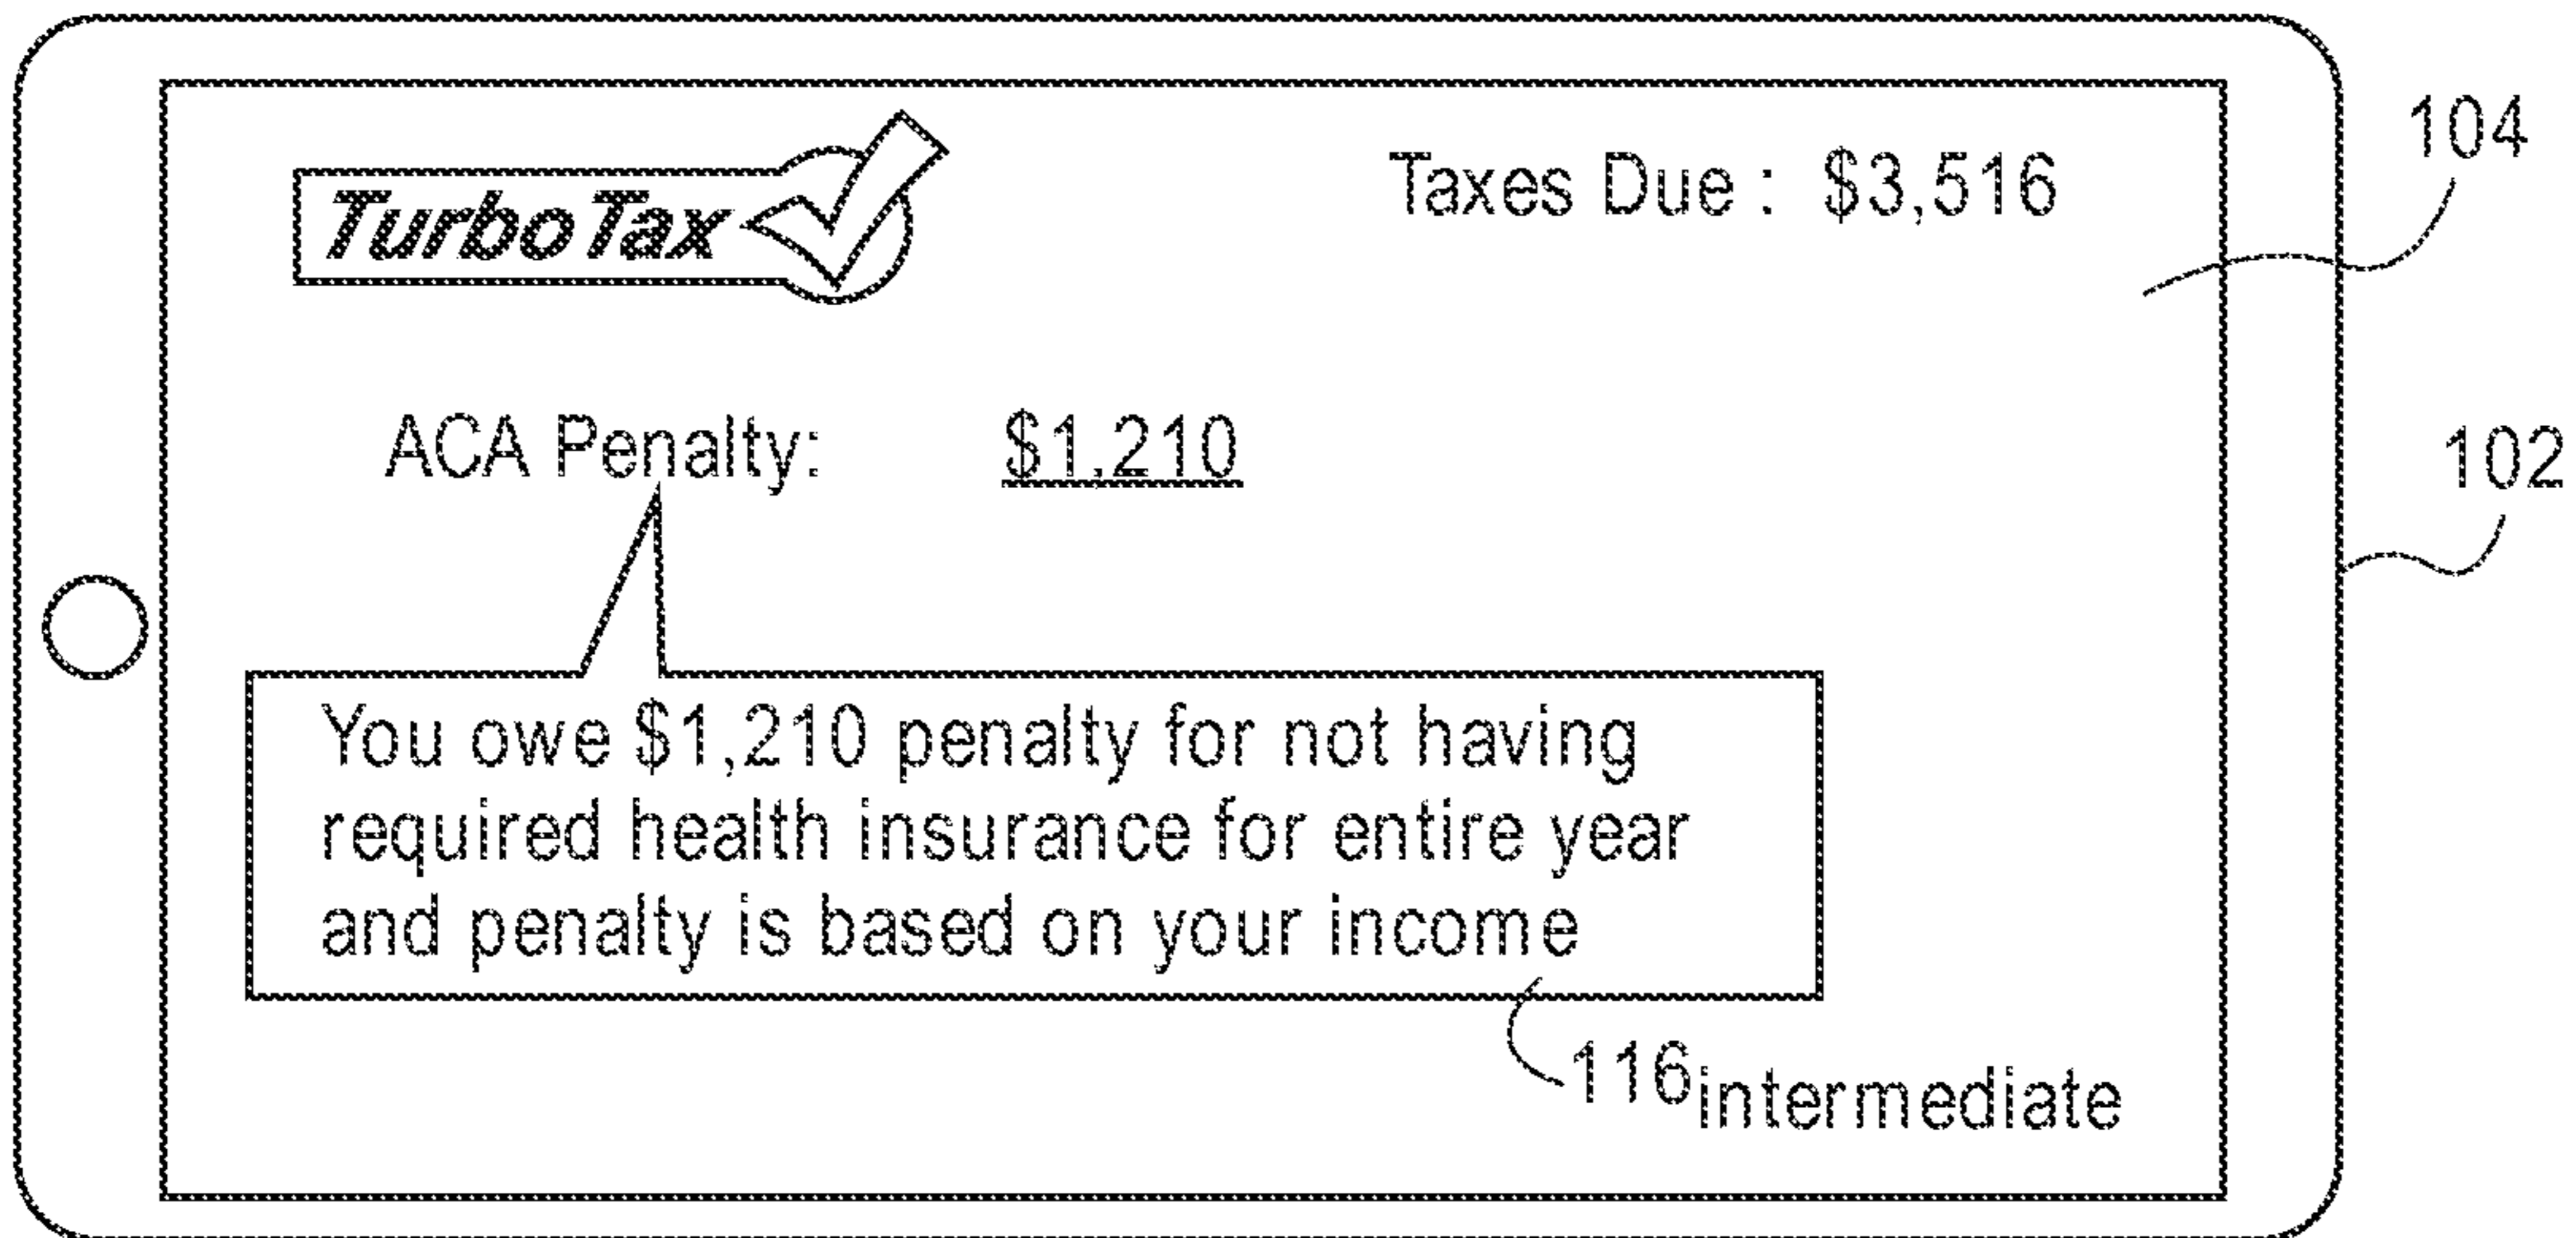 TurboTax
Taxes Due : $3,516
104
ACA Penalty: $1,210
102
You owe $1,210 penalty for not having
required health insurance for entire year
and penalty is based on your income
116intermediate